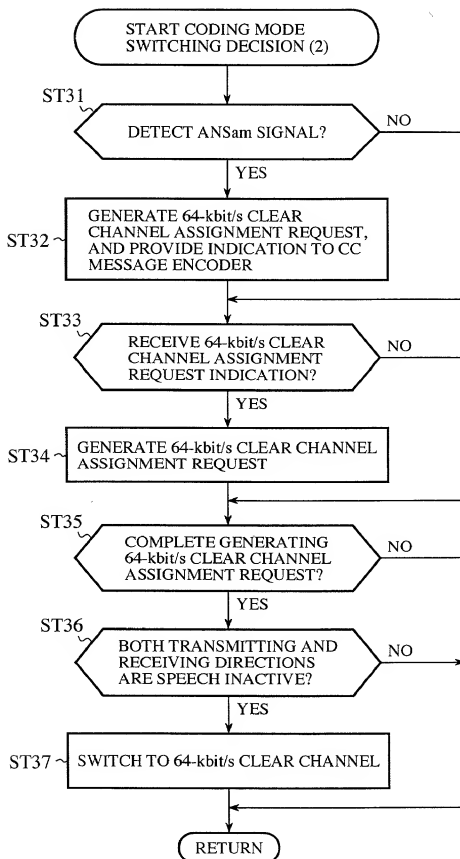 START CODING MODE
SWITCHING DECISION (2)
ST31
DETECT ANSam SIGNAL?
NO
YES
ST32
GENERATE 64-kbit/s CLEAR
CHANNEL ASSIGNMENT REQUEST,
AND PROVIDE INDICATION TO CC
MESSAGE ENCODER
ST33
RECEIVE 64-kbit/s CLEAR
CHANNEL ASSIGNMENT
REQUEST INDICATION?
NO
YES
ST34
GENERATE 64-kbit/s CLEAR CHANNEL
ASSIGNMENT REQUEST
ST35
COMPLETE GENERATING
64-kbit/s CLEAR CHANNEL
ASSIGNMENT REQUEST?
NO
YES
ST36
BOTH TRANSMITTING AND
RECEIVING DIRECTIONS
ARE SPEECH INACTIVE?
NO
YES
ST37
SWITCH TO 64-kbit/s CLEAR CHANNEL
RETURN